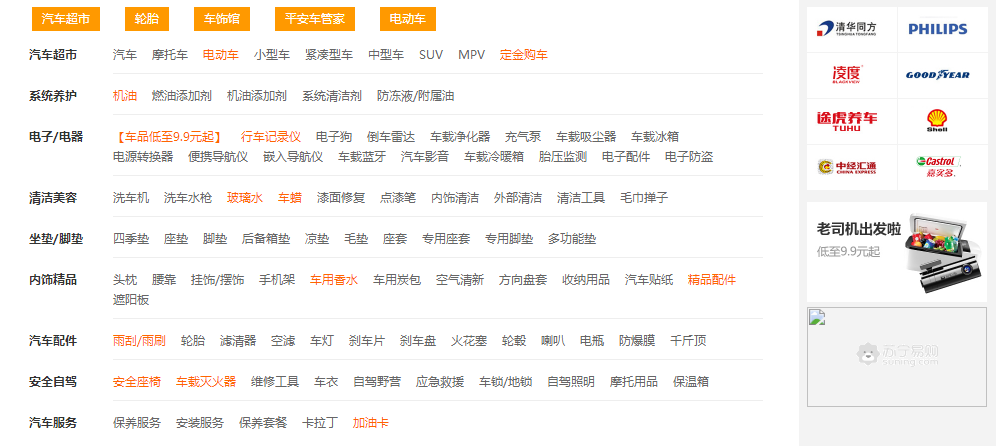 汽车超市 轮胎 车饰馆 平安车管家 电动车
汽车超市 汽车 摩托车 电动车 小型车 紧凑型车 中型车 SUV MPV 定金购车
系统养护 机油 燃油添加剂 机油添加剂 系统清洁剂 防冻液/附属油
电子/电器 【车品低至9.9元起】 行车记录仪 电子狗 倒车雷达 车载净化器 充气泵 车载吸尘器 车载冰箱
电源转换器 便携导航仪 嵌入导航仪 车载蓝牙 汽车影音 车载冷暖箱 胎压监测 电子配件 电子防盗
清洁美容 洗车机 洗车水枪 玻璃水 车蜡 漆面修复 点漆笔 内饰清洁 外部清洁 清洁工具 毛巾掸子
坐垫/脚垫 四季垫 座垫 脚垫 后备箱垫 凉垫 毛垫 座套 专用座套 专用脚垫 多功能垫
内饰精品 头枕 腰靠 挂饰/摆饰 手机架 车用香水 车用炭包 空气清新 方向盘套 收纳用品 汽车贴纸 精品配件
遮阳板
汽车配件 雨刮/雨刷 轮胎 滤清器 空滤 车灯 刹车片 刹车盘 火花塞 轮毂 喇叭 电瓶 防爆膜 千斤顶
安全自驾 安全座椅 车载灭火器 维修工具 车衣 自驾野营 应急救援 车锁/地锁 自驾照明 摩托用品 保温箱
汽车服务 保养服务 安装服务 保养套餐 卡拉丁 加油卡
清华同方
TSINGHUA TONGFANG
PHILIPS
凌度
BLACKVIEW
GOODYEAR
途虎养车
TUHU
Shell
中经汇通
CHINA EXPRESS
Castrol
嘉实多
老司机出发啦
低至9.9元起
苏宁易购
suning.com